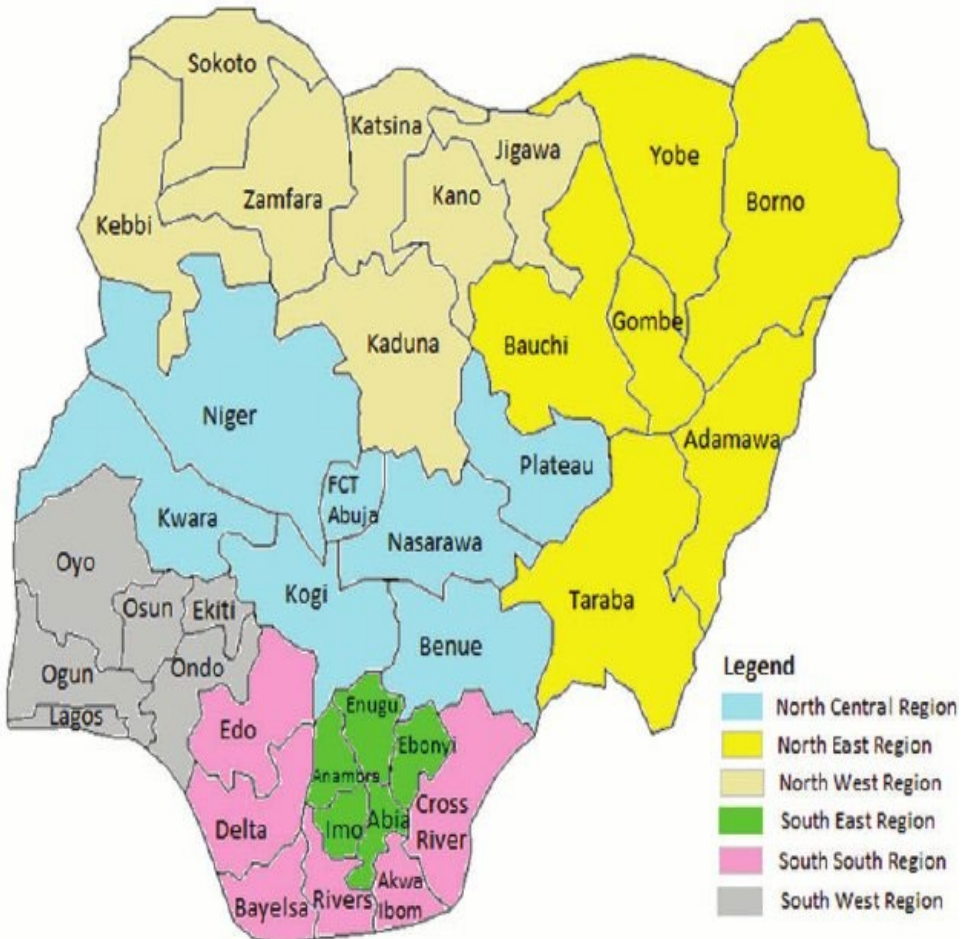 Sokoto
Katsina
Jigawa
Yobe
Kano
Zamfara
Borno
Kebbi
Gombe
Kaduna
Bauchi
Niger
Adamawa
Plateau
FCT
Abuja
Kwara
Nasarawa
Oyo
Kogi
Taraba
Osun
Ekiti
Benue
Ondo
Ogun
Lagos
Enugu
Edo
Ebonyi
Anambra
Cross
River
Abia
Imo
Delta
Akwa
Ibom
Rivers
Bayelsa
Legend
North Central Region
North East Region
North West Region
South East Region
South South Region
South West Region